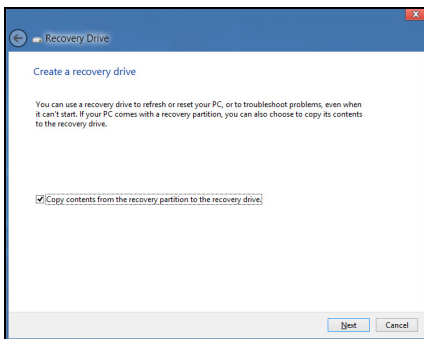 Recovery Drive
Create a recovery drive
You can use a recovery drive to refresh or reset your PC, or to troubleshoot problems, even when
it can't start. If your PC comes with a recovery partition, you can also choose to copy its contents
to the recovery drive.
Copy contents from the recovery partition to the recovery drive.
Next Cancel